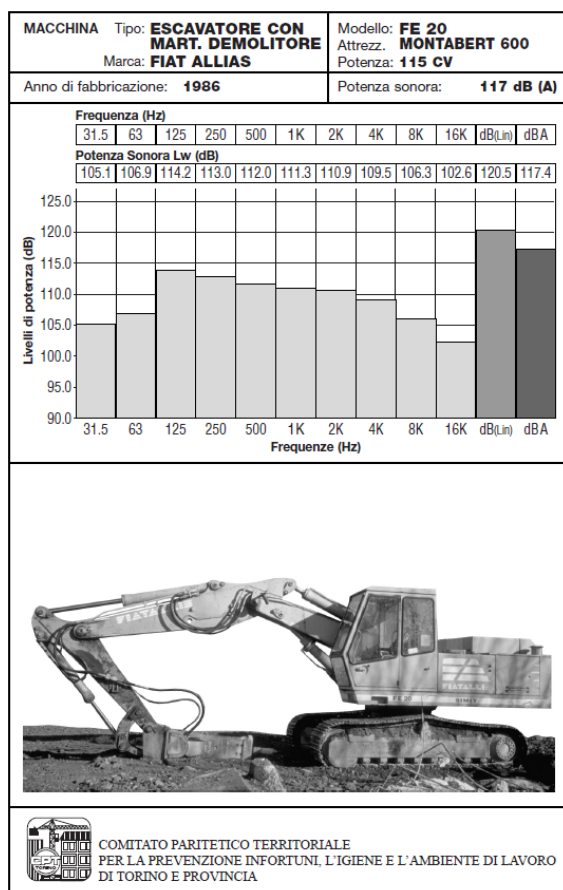 MACCHINA Tipo: ESCAVATORE CON
MART. DEMOLITORE
Marca: FIAT ALLIAS
Modello: FE 20
Attrezz. MONTABERT 600
Potenza: 115 CV
Anno di fabbricazione: 1986
Potenza sonora: 117 dB (A)
Frequenza (Hz)
31.5 63 125 250 500 1K 2K 4K 8K 16K dB(Lin) dBA
Potenza Sonora Lw (dB)
105.1 106.9 114.2 113.0 112.0 111.3 110.9 109.5 106.3 102.6 120.5 117.4
Livelli di potenza (dB)
125.0
120.0
115.0
110.0
105.0
100.0
95.0
90.0
31.5 63 125 250 500 1K 2K 4K 8K 16K dB(Lin) dBA
Frequenze (Hz)
FIATALLIS
FIATALLIS
FE 20
CPT
TORINO
COMITATO PARITETICO TERRITORIALE
PER LA PREVENZIONE INFORTUNI, L'IGIENE E L'AMBIENTE DI LAVORO
DI TORINO E PROVINCIA